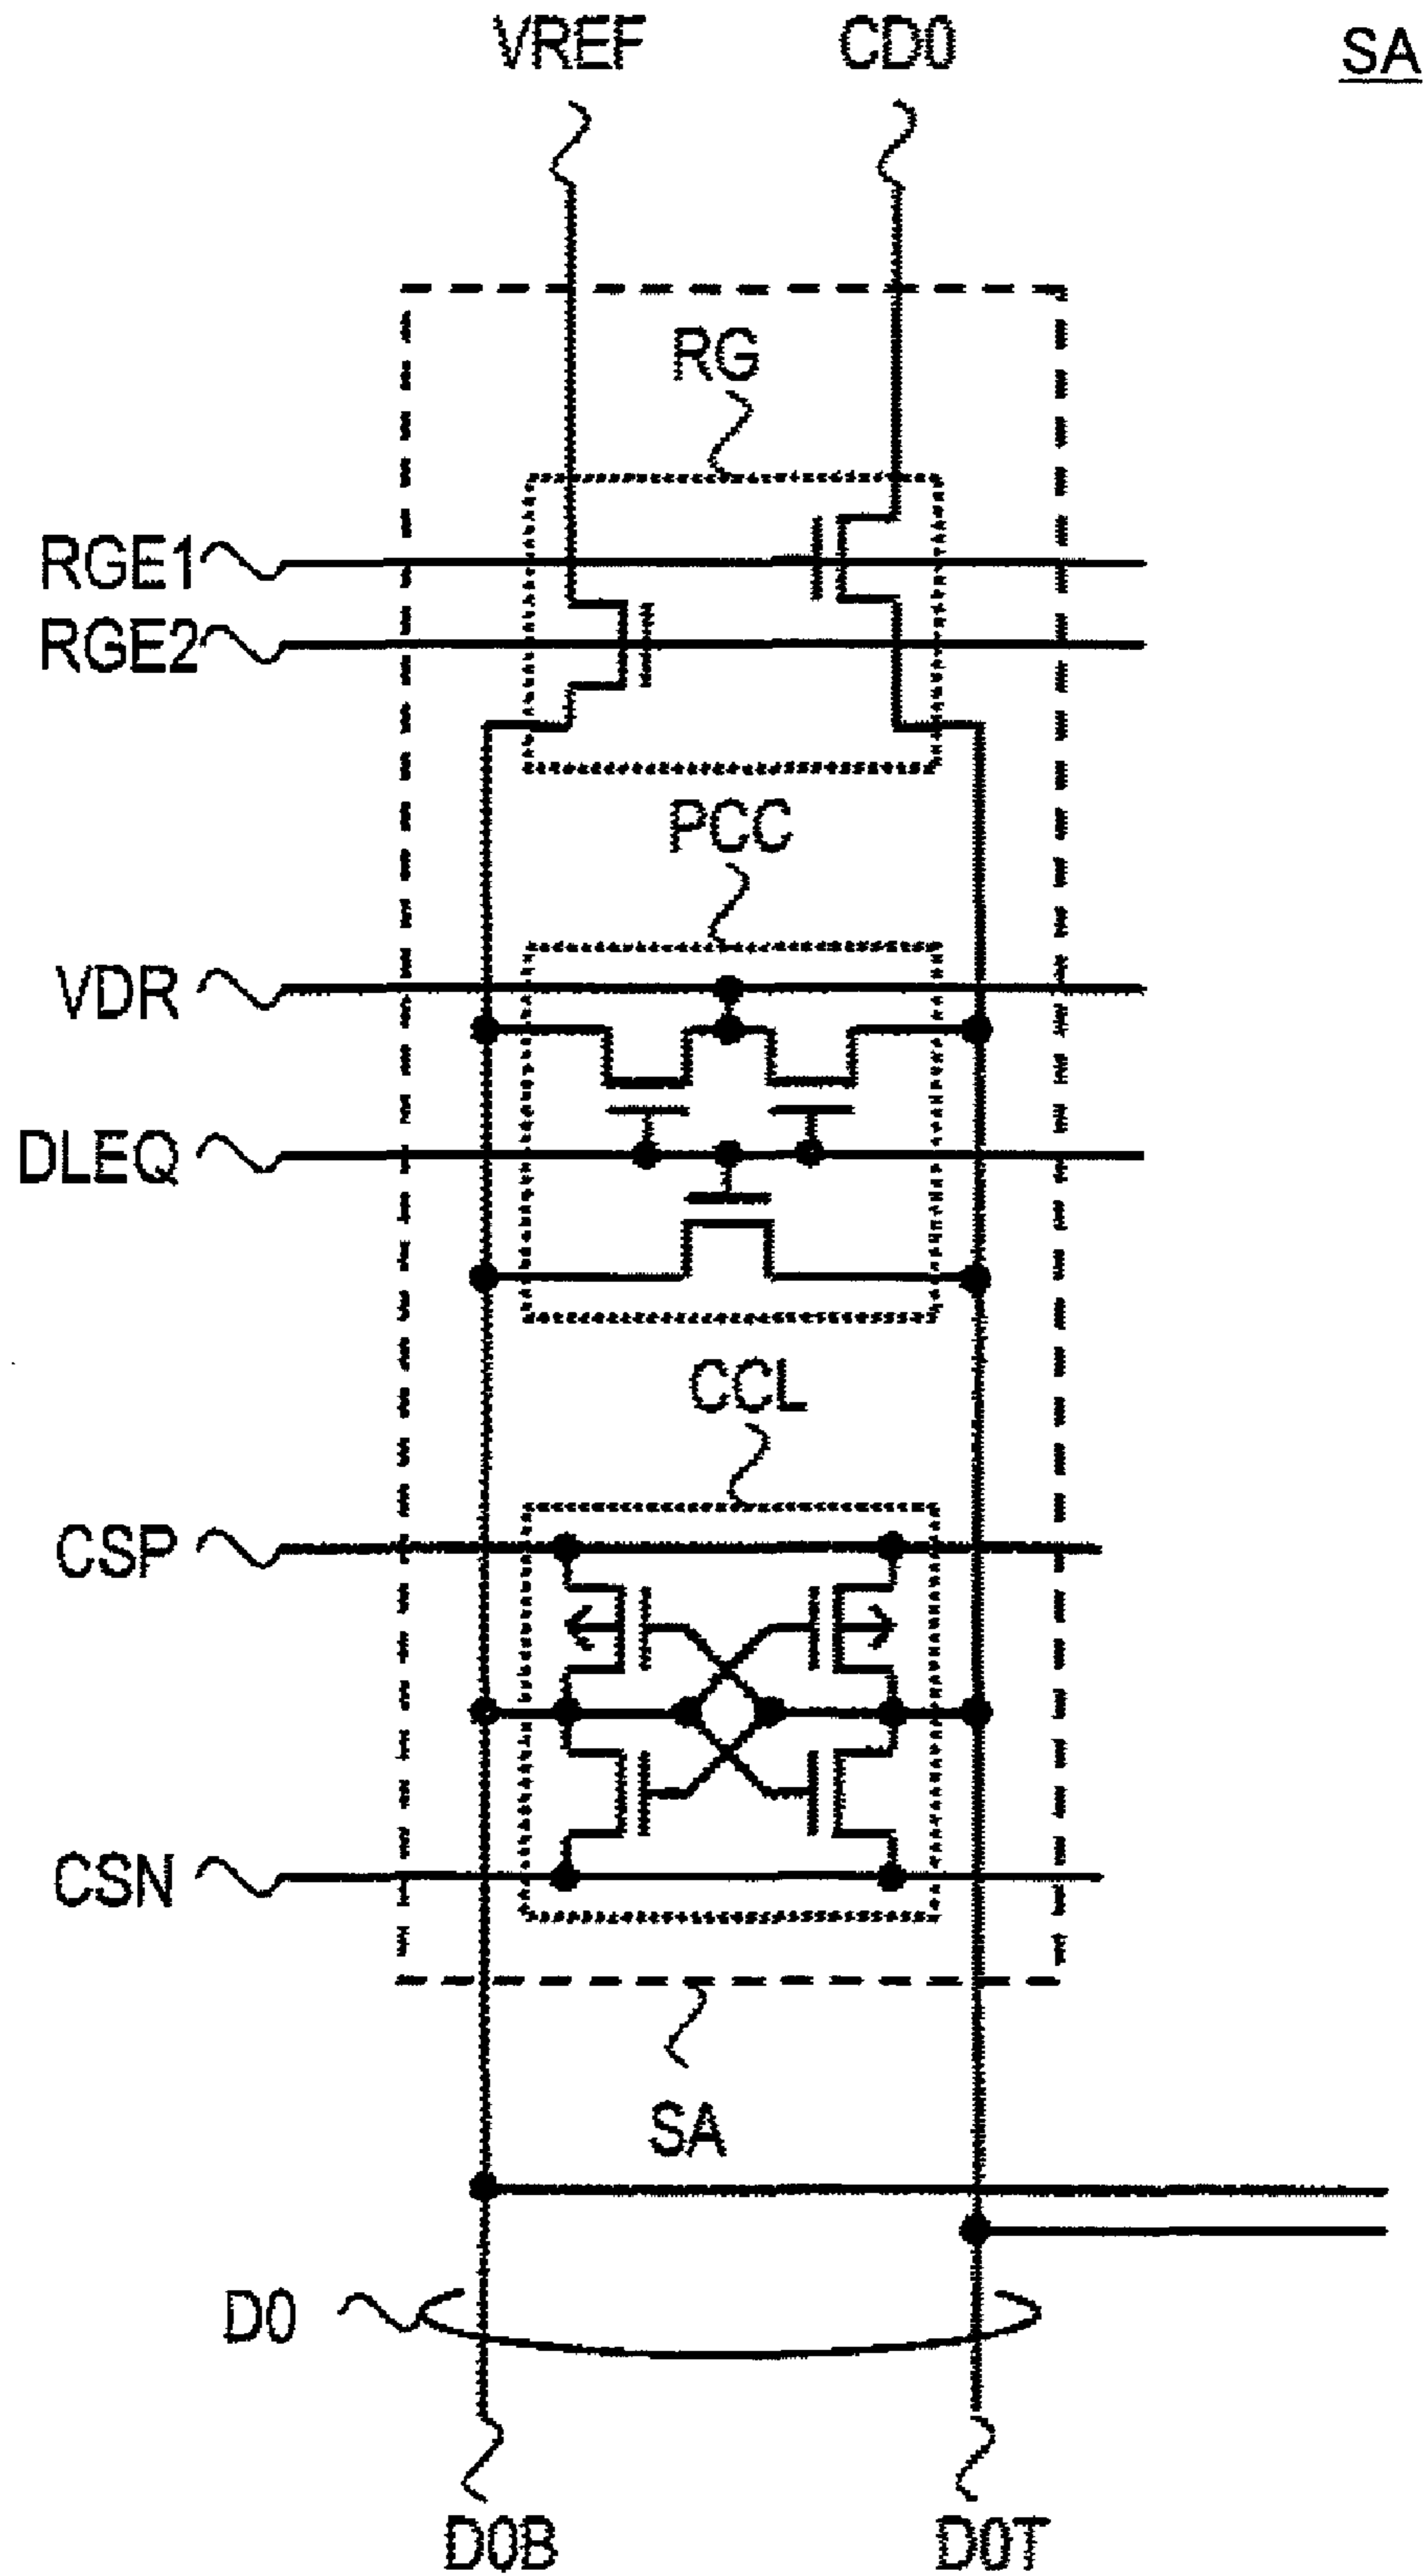 VREF CD0 SA
RG
RGE1
RGE2
PCC
VDR
DLEQ
CCL
CSP
CSN
SA
D0
D0B D0T